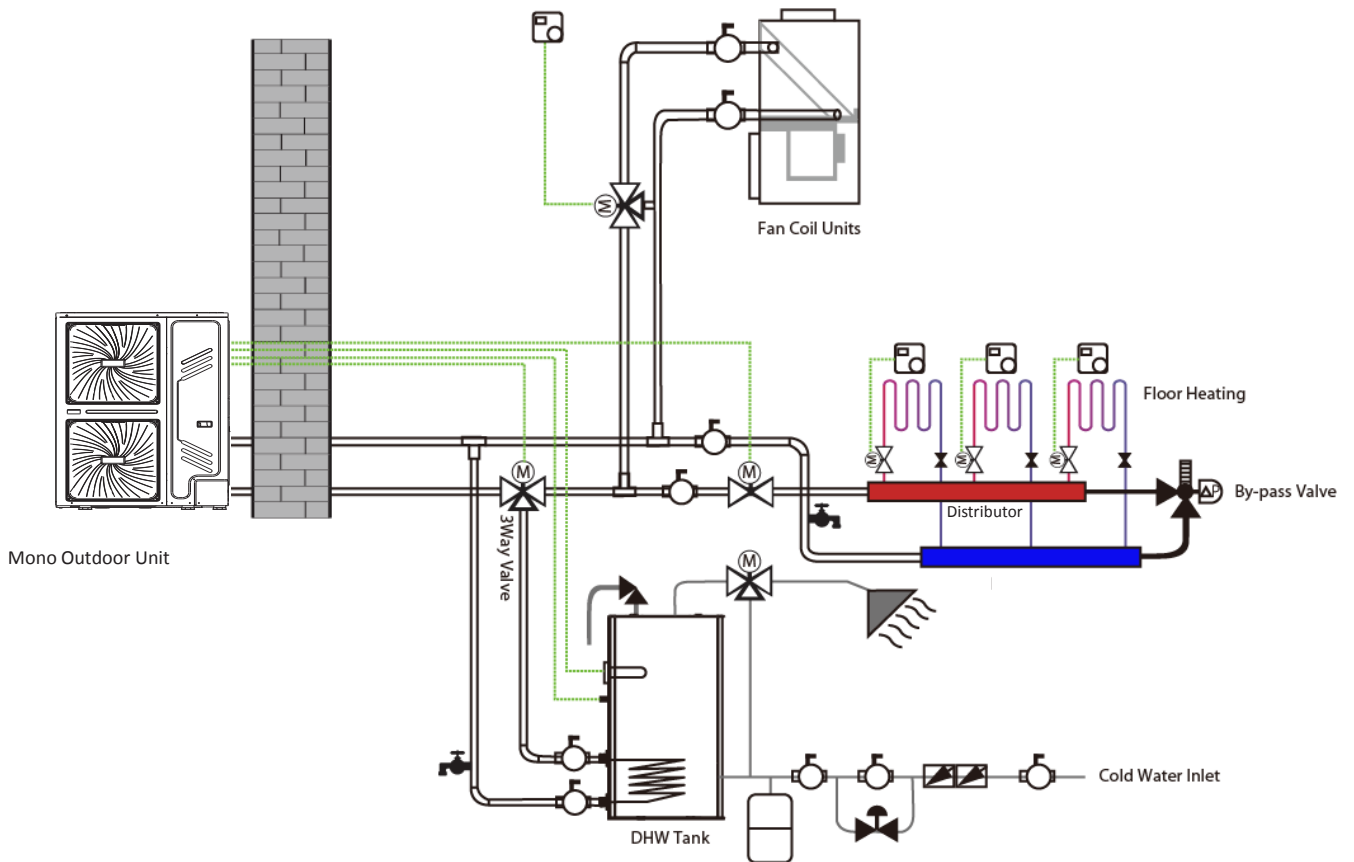 Fan Coil Units
M
Floor Heating
M
M
M
M
M
By-pass Valve
ΔP
Distributor
3Way Valve
Mono Outdoor Unit
M
Cold Water Inlet
DHW Tank